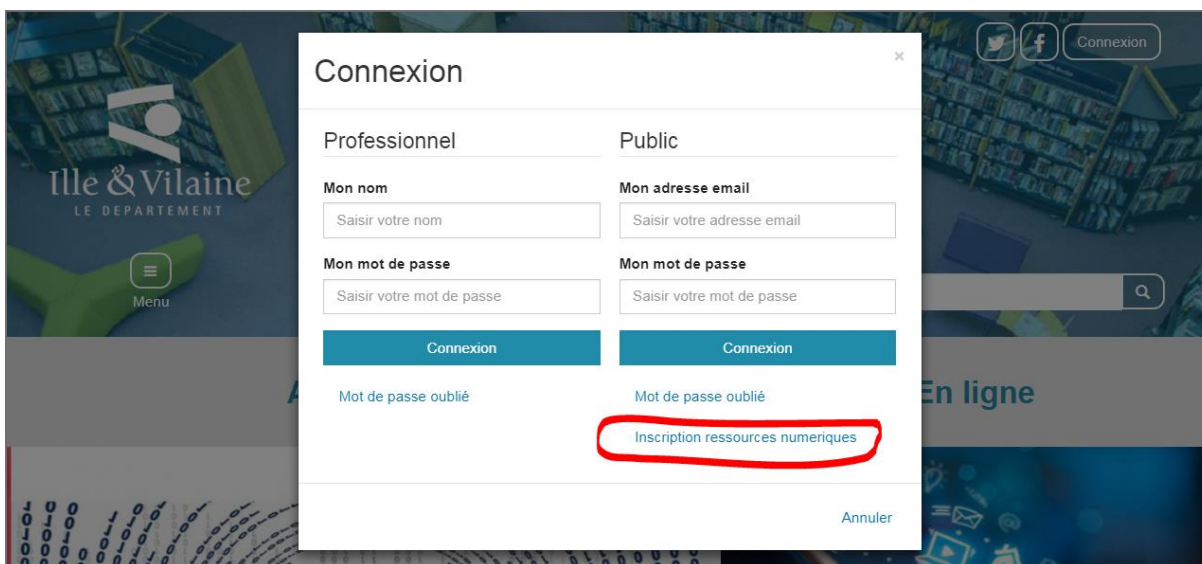 Connexion
Ille & Vilaine
LE DEPARTEMENT
Menu
Connexion
×
Professionnel
Mon nom
Saisir votre nom
Mon mot de passe
Saisir votre mot de passe
Connexion
Mot de passe oublié
Public
Mon adresse email
Saisir votre adresse email
Mon mot de passe
Saisir votre mot de passe
Connexion
Mot de passe oublié
Inscription ressources numeriques
Annuler
En ligne